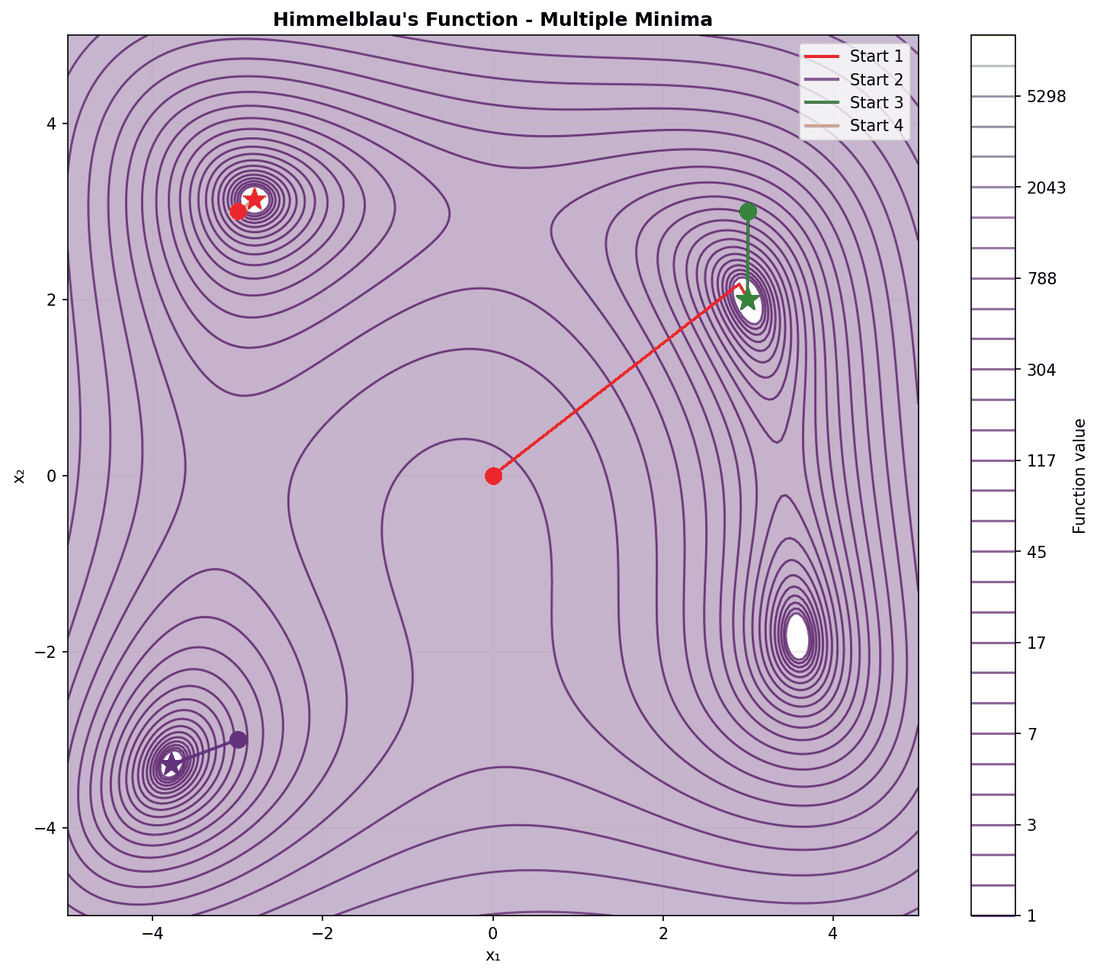 Himmelblau's Function - Multiple Minima
Start 1
Start 2
Start 3
Start 4
4
2
0
−2
−4
x₂
−4
−2
0
2
4
x₁
5298
2043
788
304
117
45
17
7
3
1
Function value